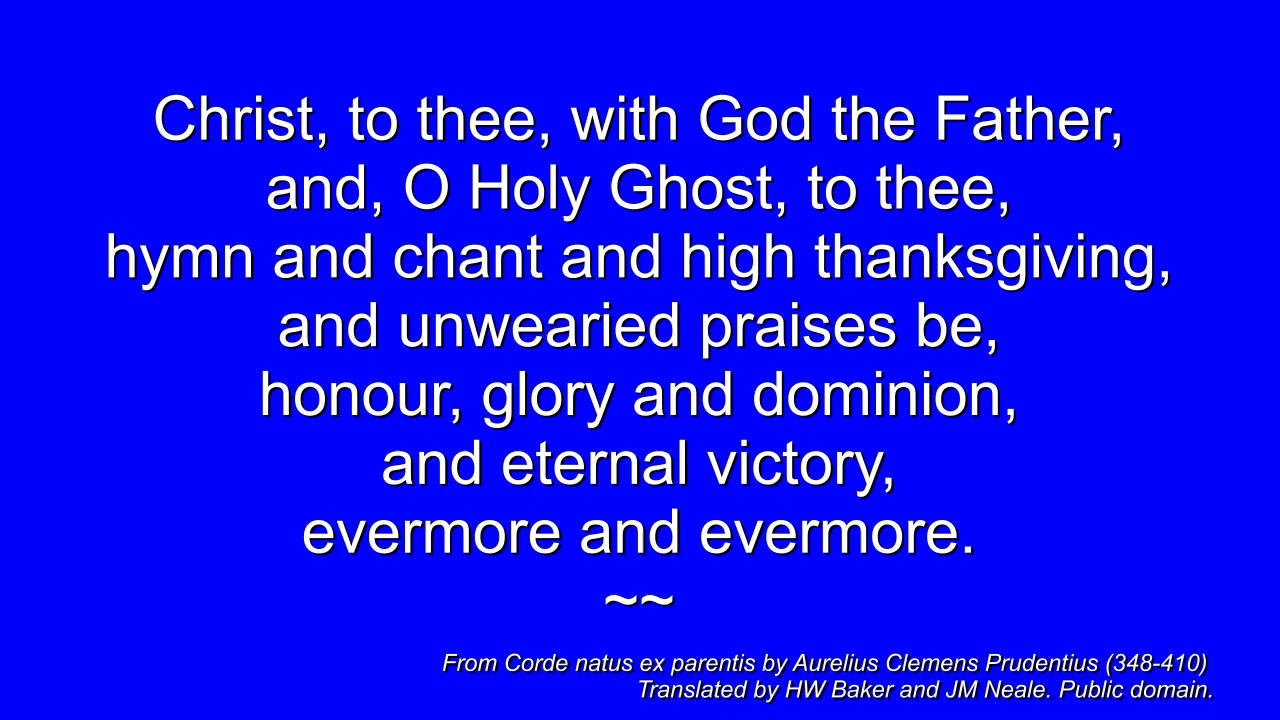 Christ, to thee, with God the Father,
and, O Holy Ghost, to thee,
hymn and chant and high thanksgiving,
and unwearied praises be,
honour, glory and dominion,
and eternal victory,
evermore and evermore.
~~
From Corde natus ex parentis by Aurelius Clemens Prudentius (348-410)
Translated by HW Baker and JM Neale. Public domain.